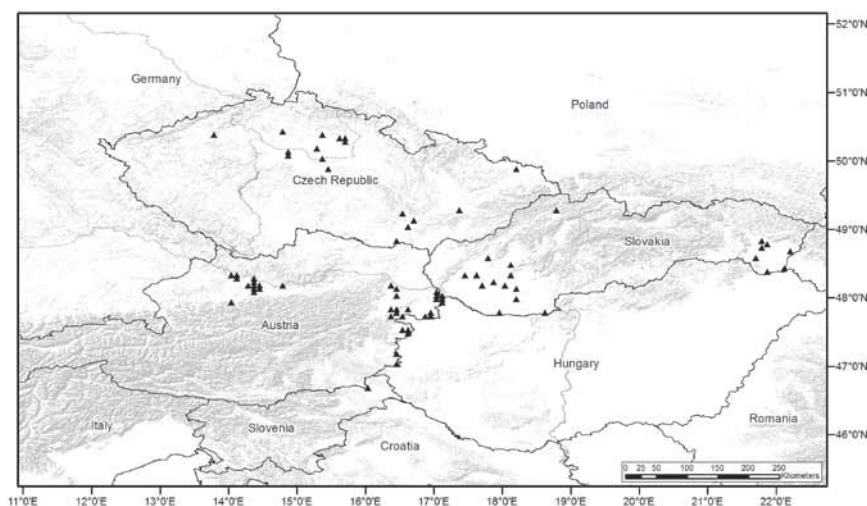 52°0'N
Germany
51°0'N
Poland
50°0'N
Czech Republic
49°0'N
Slovakia
48°0'N
Austria
47°0'N
Hungary
Italy
Slovenia
Croatia
Romania
46°0'N
0 25 50 100 150 200 250
Kilometers
11°0'E 12°0'E 13°0'E 14°0'E 15°0'E 16°0'E 17°0'E 18°0'E 19°0'E 20°0'E 21°0'E 22°0'E